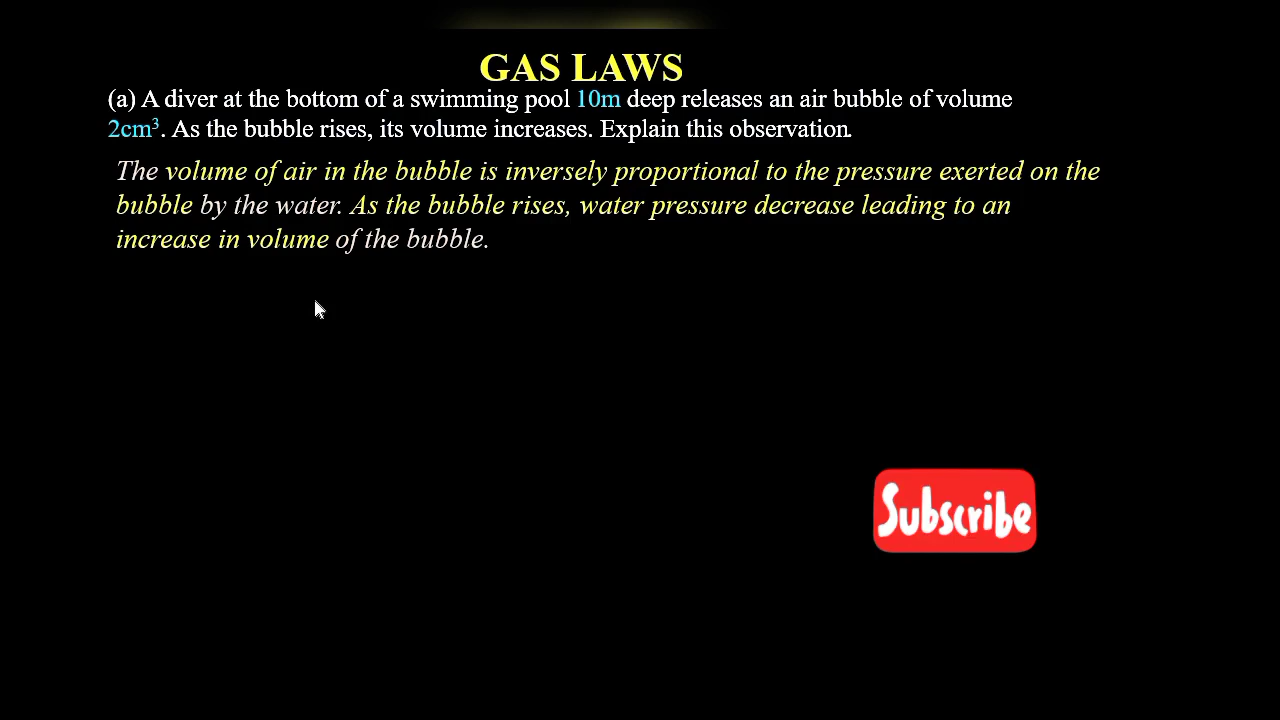 GAS LAWS
(a) A diver at the bottom of a swimming pool 10m deep releases an air bubble of volume
2cm³. As the bubble rises, its volume increases. Explain this observation.
The volume of air in the bubble is inversely proportional to the pressure exerted on the
bubble by the water. As the bubble rises, water pressure decrease leading to an
increase in volume of the bubble.
Subscribe